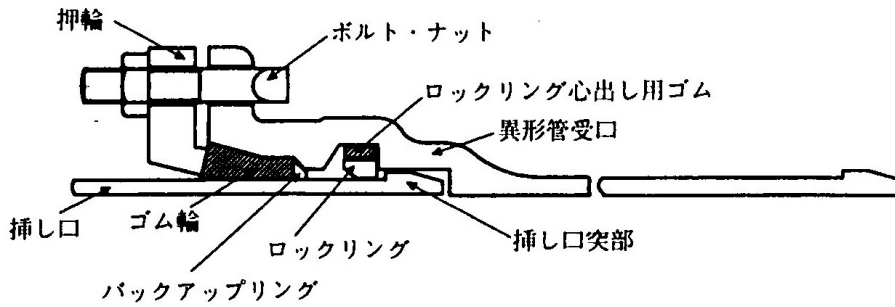 押輪
ボルト・ナット
ロックリング心出し用ゴム
異形管受口
挿し口
ゴム輪
ロックリング
挿し口突部
バックアップリング